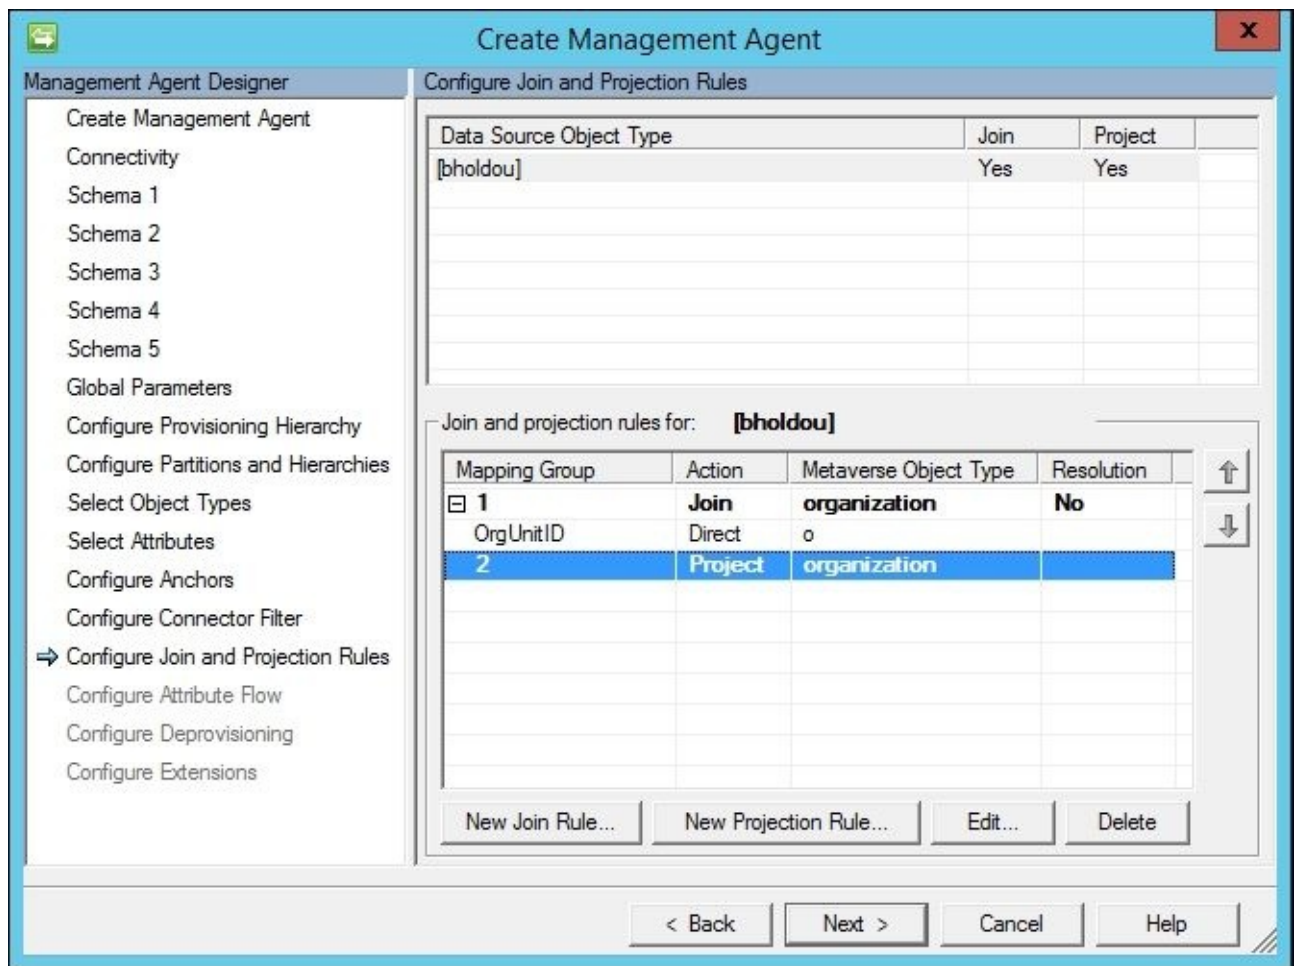 Create Management Agent
x
Management Agent Designer
Create Management Agent
Connectivity
Schema 1
Schema 2
Schema 3
Schema 4
Schema 5
Global Parameters
Configure Provisioning Hierarchy
Configure Partitions and Hierarchies
Select Object Types
Select Attributes
Configure Anchors
Configure Connector Filter
Configure Join and Projection Rules
Configure Attribute Flow
Configure Deprovisioning
Configure Extensions
Configure Join and Projection Rules
Data Source Object Type Join Project
[bholdou] Yes Yes
Join and projection rules for: [bholdou]
Mapping Group Action Metaverse Object Type Resolution
1 Join organization No
OrgUnitID Direct o
2 Project organization
New Join Rule... New Projection Rule... Edit... Delete
< Back Next > Cancel Help